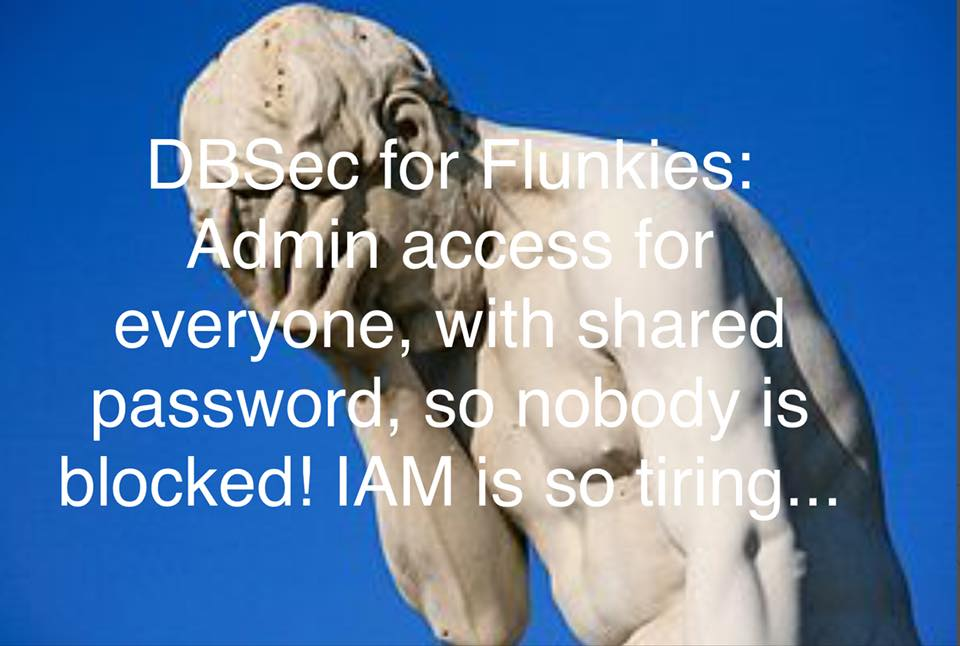 DBSec for Flunkies:
Admin access for
everyone, with shared
password, so nobody is
blocked! IAM is so tiring...